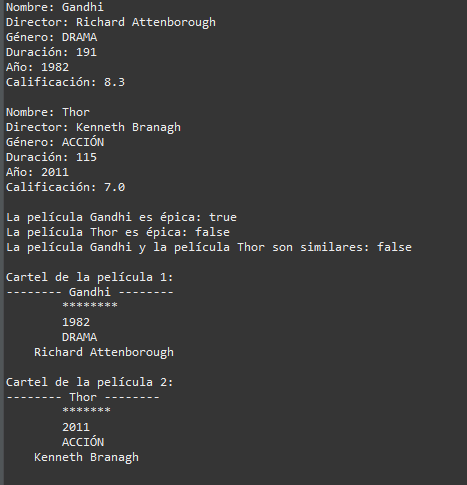 Nombre: Gandhi
Director: Richard Attenborough
Género: DRAMA
Duración: 191
Año: 1982
Calificación: 8.3

Nombre: Thor
Director: Kenneth Branagh
Género: ACCIÓN
Duración: 115
Año: 2011
Calificación: 7.0

La película Gandhi es épica: true
La película Thor es épica: false
La película Gandhi y la película Thor son similares: false

Cartel de la película 1:
-------- Gandhi --------
        ********
        1982
        DRAMA
    Richard Attenborough

Cartel de la película 2:
-------- Thor --------
        *******
        2011
        ACCIÓN
    Kenneth Branagh